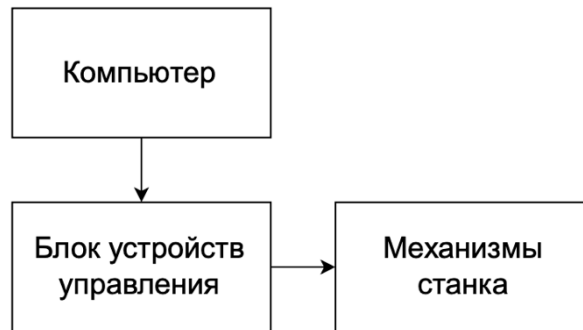 Компьютер
Блок устройств
управления
Механизмы
станка